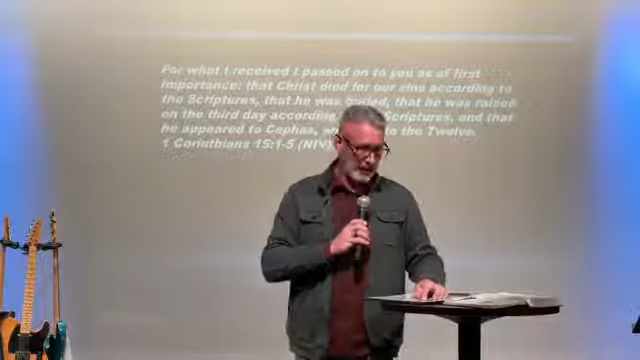 For what I received I passed on to you as of first
importance: that Christ died for our sins according to
the Scriptures, that he was buried, that he was raised
on the third day according Scriptures, and that
he appeared to Cephas, to the Twelve.
1 Corinthians 15:1-5 (NIV)